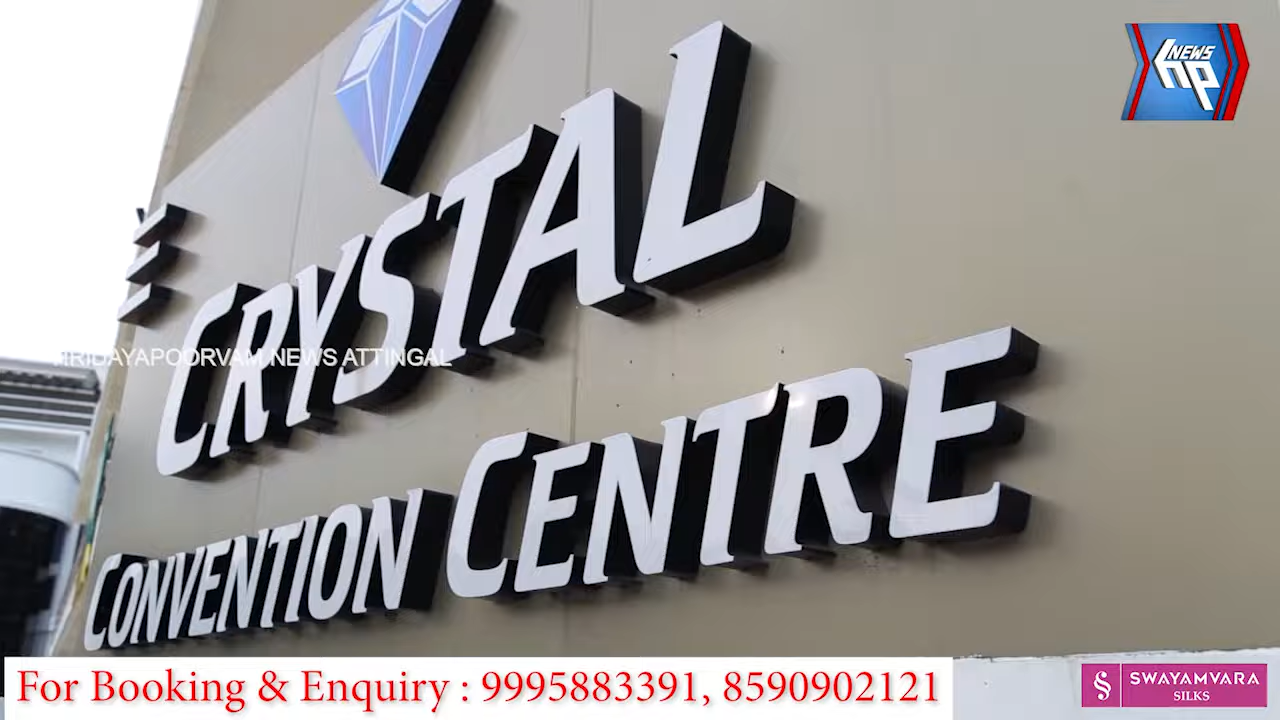 NEWS
hp
CRYSTAL
HRIDAYAPOORVAM NEWS ATTINGAL
CONVENTION CENTRE
For Booking & Enquiry : 9995883391, 8590902121
SWAYAMVARA
SILKS